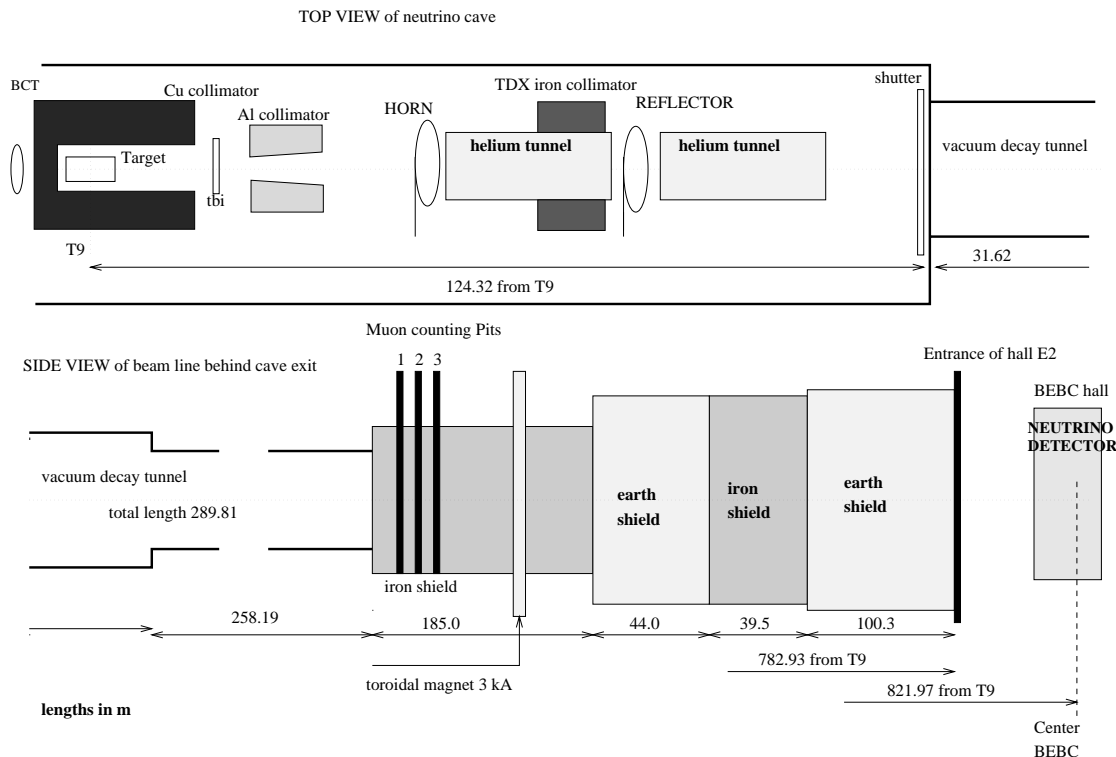 TOP VIEW of neutrino cave
BCT
Cu collimator
Al collimator
HORN
TDX iron collimator
REFLECTOR
shutter
Target
tbi
helium tunnel
helium tunnel
vacuum decay tunnel
T9
124.32 from T9
31.62
SIDE VIEW of beam line behind cave exit
Muon counting Pits
1 2 3
Entrance of hall E2
BEBC hall
NEUTRINO
DETECTOR
vacuum decay tunnel
total length 289.81
earth
shield
iron
shield
earth
shield
iron shield
258.19
185.0
44.0
39.5
100.3
toroidal magnet 3 kA
782.93 from T9
821.97 from T9
lengths in m
Center
BEBC